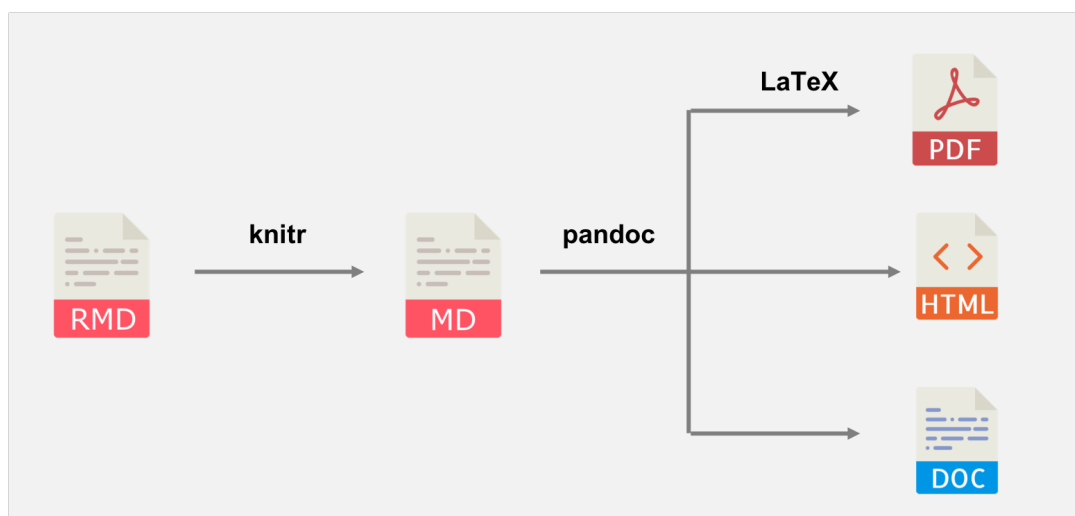 LaTeX
PDF
knitr
pandoc
RMD
MD
HTML
DOC